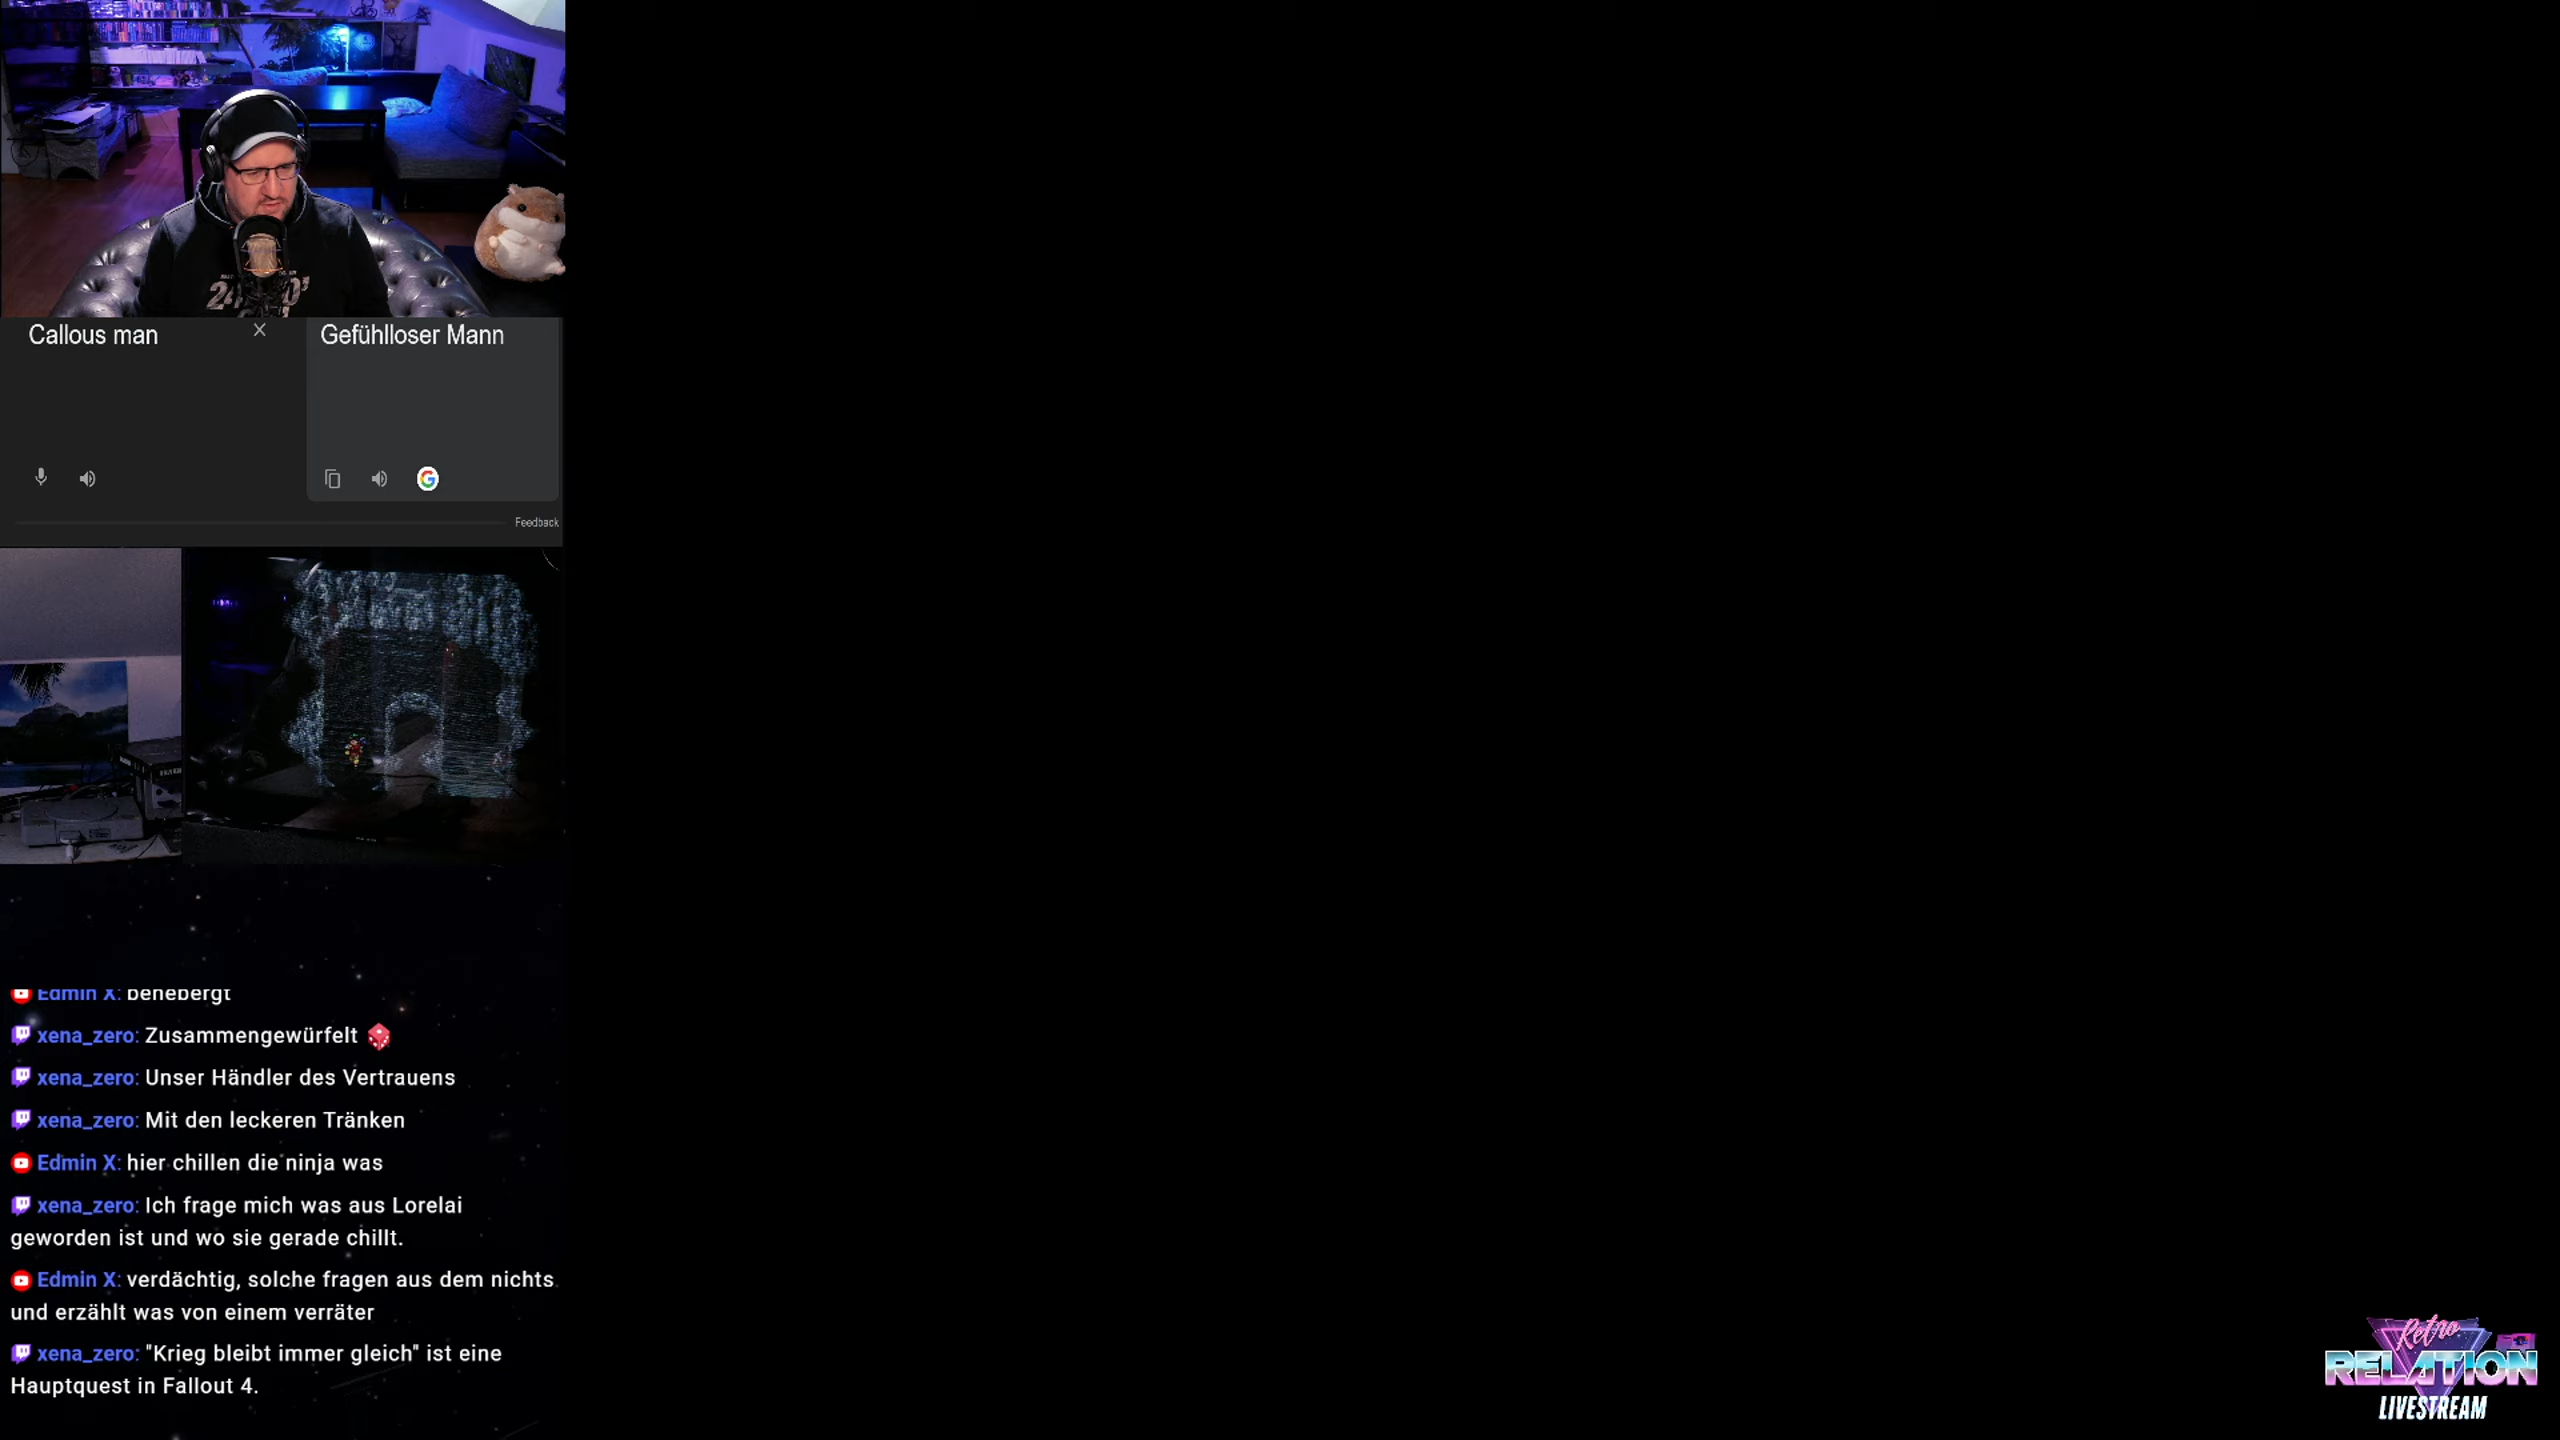 Callous man
Gefühlloser Mann
Feedback
Edmin X: benebergt
xena_zero: Zusammengewürfelt
xena_zero: Unser Händler des Vertrauens
xena_zero: Mit den leckeren Tränken
Edmin X: hier chillen die ninja was
xena_zero: Ich frage mich was aus Lorelai
geworden ist und wo sie gerade chillt.
Edmin X: verdächtig, solche fragen aus dem nichts
und erzählt was von einem verräter
xena_zero: "Krieg bleibt immer gleich" ist eine
Hauptquest in Fallout 4.
Retro
RELATION
LIVESTREAM